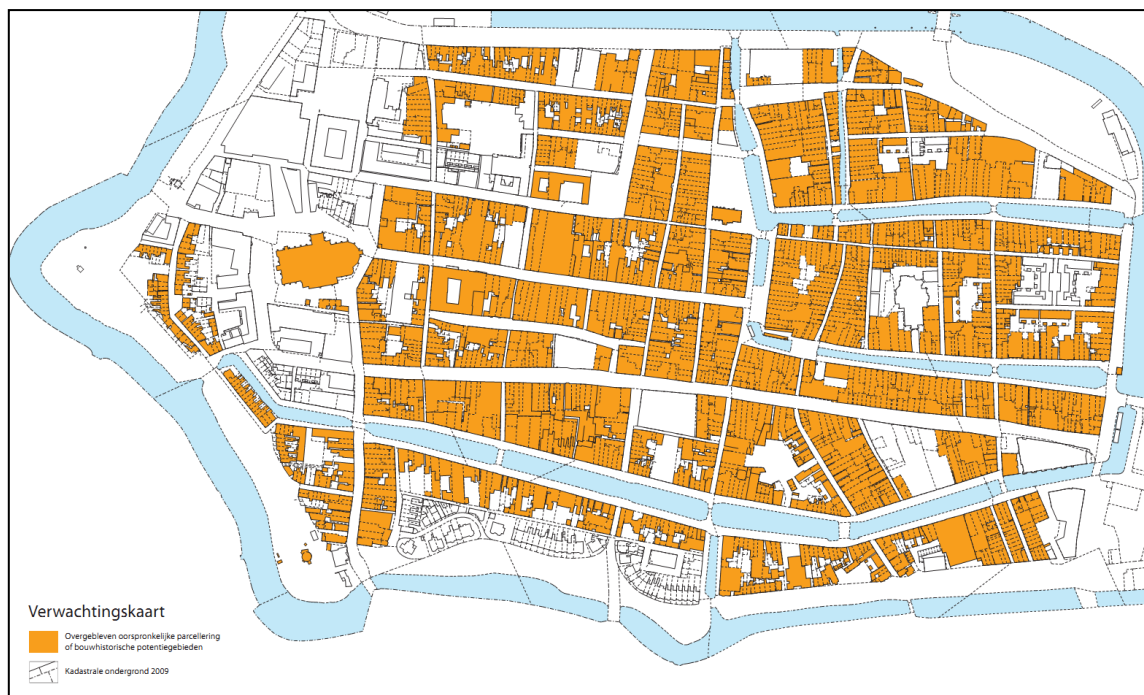 Verwachtingskaart
Overgebleven oorspronkelijke parcellering
of bouwhistorische potentiegebieden
Kadastrale ondergrond 2009